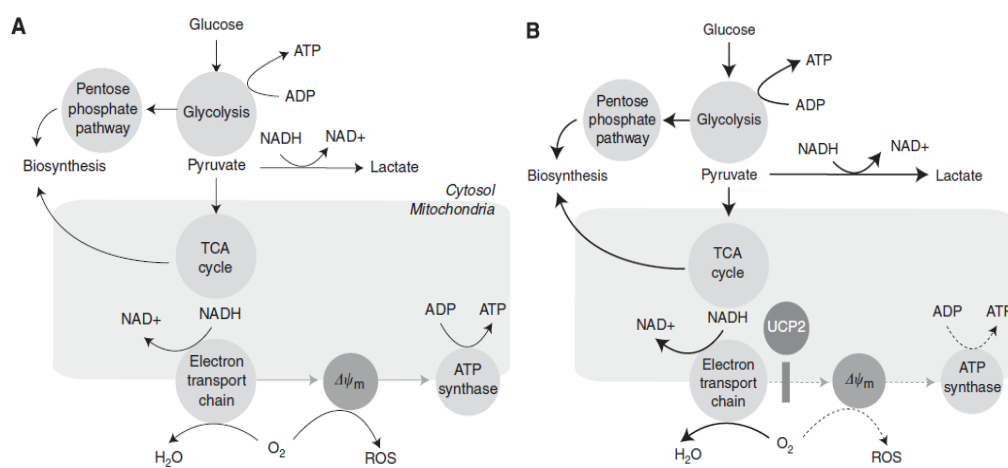 A
Glucose
ATP
ADP
Pentose
phosphate
pathway
Glycolysis
NADH
NAD+
Biosynthesis
Pyruvate
Lactate
Cytosol
Mitochondria
TCA
cycle
NADH
NAD+
ADP
ATP
Electron
transport
chain
Δψm
ATP
synthase
H2O
O2
ROS
B
Glucose
ATP
ADP
Pentose
phosphate
pathway
Glycolysis
NADH
NAD+
Biosynthesis
Pyruvate
Lactate
TCA
cycle
NADH
NAD+
UCP2
ADP
ATP
Electron
transport
chain
Δψm
ATP
synthase
H2O
O2
ROS